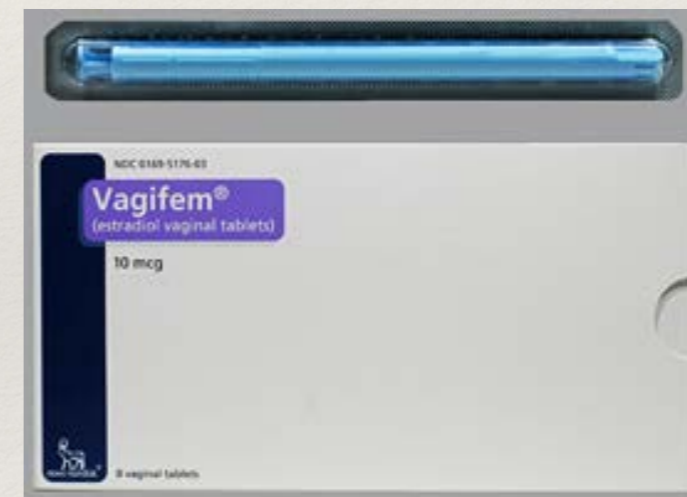 NDC 0169-5176-03
Vagifem®
(estradiol vaginal tablets)
10 mcg
8 vaginal tablets